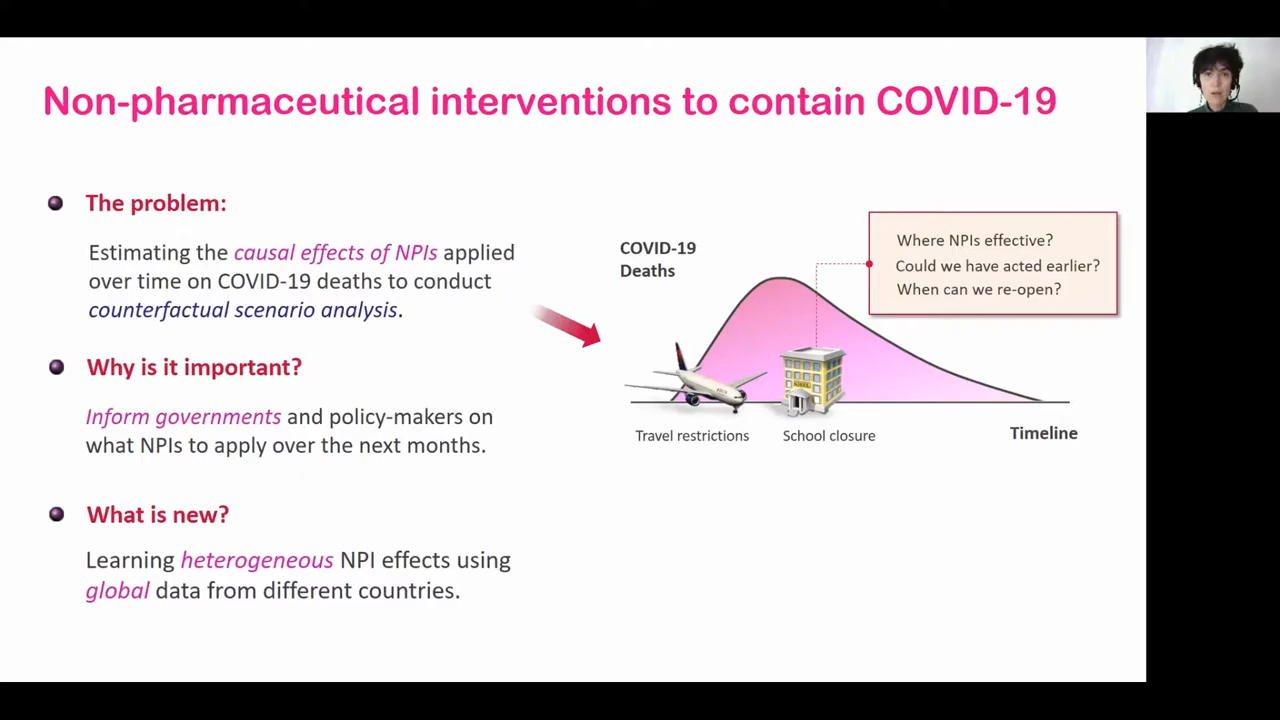 Non-pharmaceutical interventions to contain COVID-19
The problem:
Estimating the causal effects of NPIs applied
over time on COVID-19 deaths to conduct
counterfactual scenario analysis.
Why is it important?
Inform governments and policy-makers on
what NPIs to apply over the next months.
What is new?
Learning heterogeneous NPI effects using
global data from different countries.
COVID-19
Deaths
Where NPIs effective?
Could we have acted earlier?
When can we re-open?
Travel restrictions
School closure
Timeline